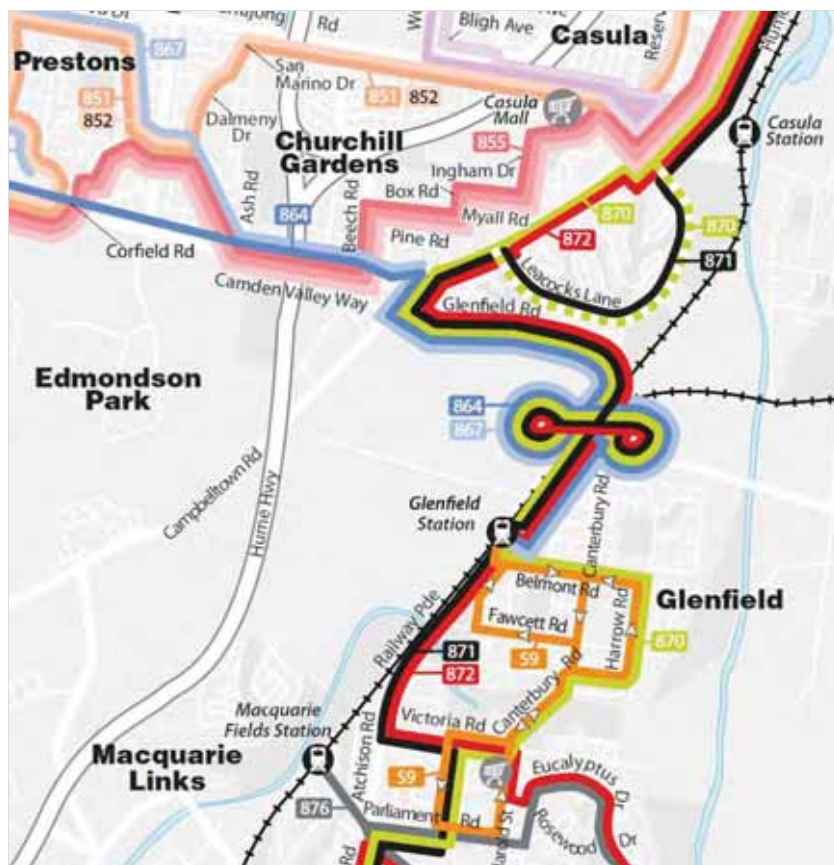 Bligh Ave
Casula
Rd
867
San
Marino Dr
Prestons
851
852
851
852
Casula
Mall
Casula
Station
Dalmeny
Dr
Churchill
Gardens
855
Ingham Dr
Ash Rd
864
Beech Rd
Box Rd
Myall Rd
870
872
870
871
Pine Rd
Corfield Rd
Camden Valley Way
Leacocks Lane
Glenfield Rd
Edmondson
Park
864
867
Campbelltown Rd
Hume Hwy
Glenfield
Station
Canterbury Rd
Belmont Rd
Glenfield
Fawcett Rd
Harrow Rd
Railway Pde
S9
870
871
872
Canterbury Rd
Macquarie
Fields Station
Victoria Rd
Macquarie
Links
Atchison Rd
S9
Eucalyptus
Dr
876
Parliament
Rd
Rosewood
Dr
Rd